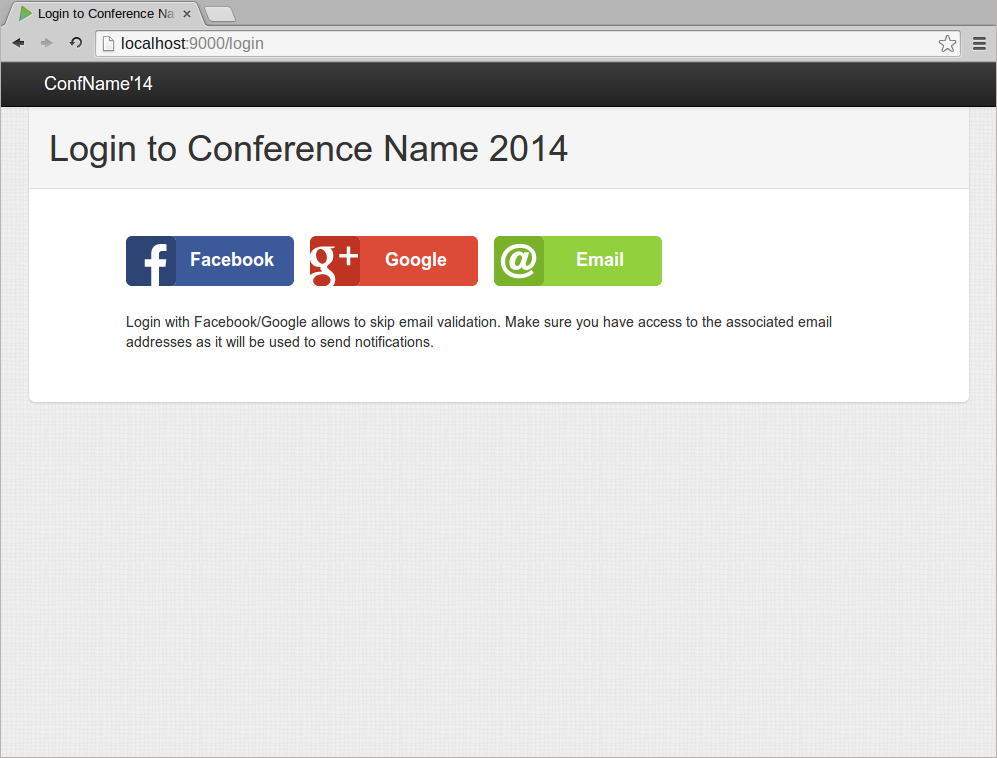 Login to Conference Na
localhost:9000/login
ConfName'14
Login to Conference Name 2014
f Facebook g+ Google @ Email
Login with Facebook/Google allows to skip email validation. Make sure you have access to the associated email
addresses as it will be used to send notifications.